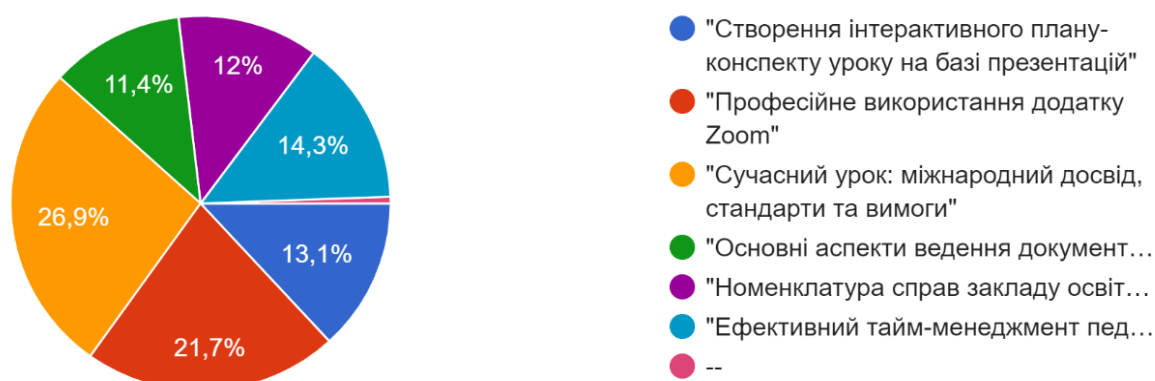 11,4%
12%
14,3%
26,9%
13,1%
21,7%
"Створення інтерактивного плану-
конспекту уроку на базі презентацій"
"Професійне використання додатку
Zoom"
"Сучасний урок: міжнародний досвід,
стандарти та вимоги"
"Основні аспекти ведення документ…
"Номенклатура справ закладу освіт…
"Ефективний тайм-менеджмент пед…
--